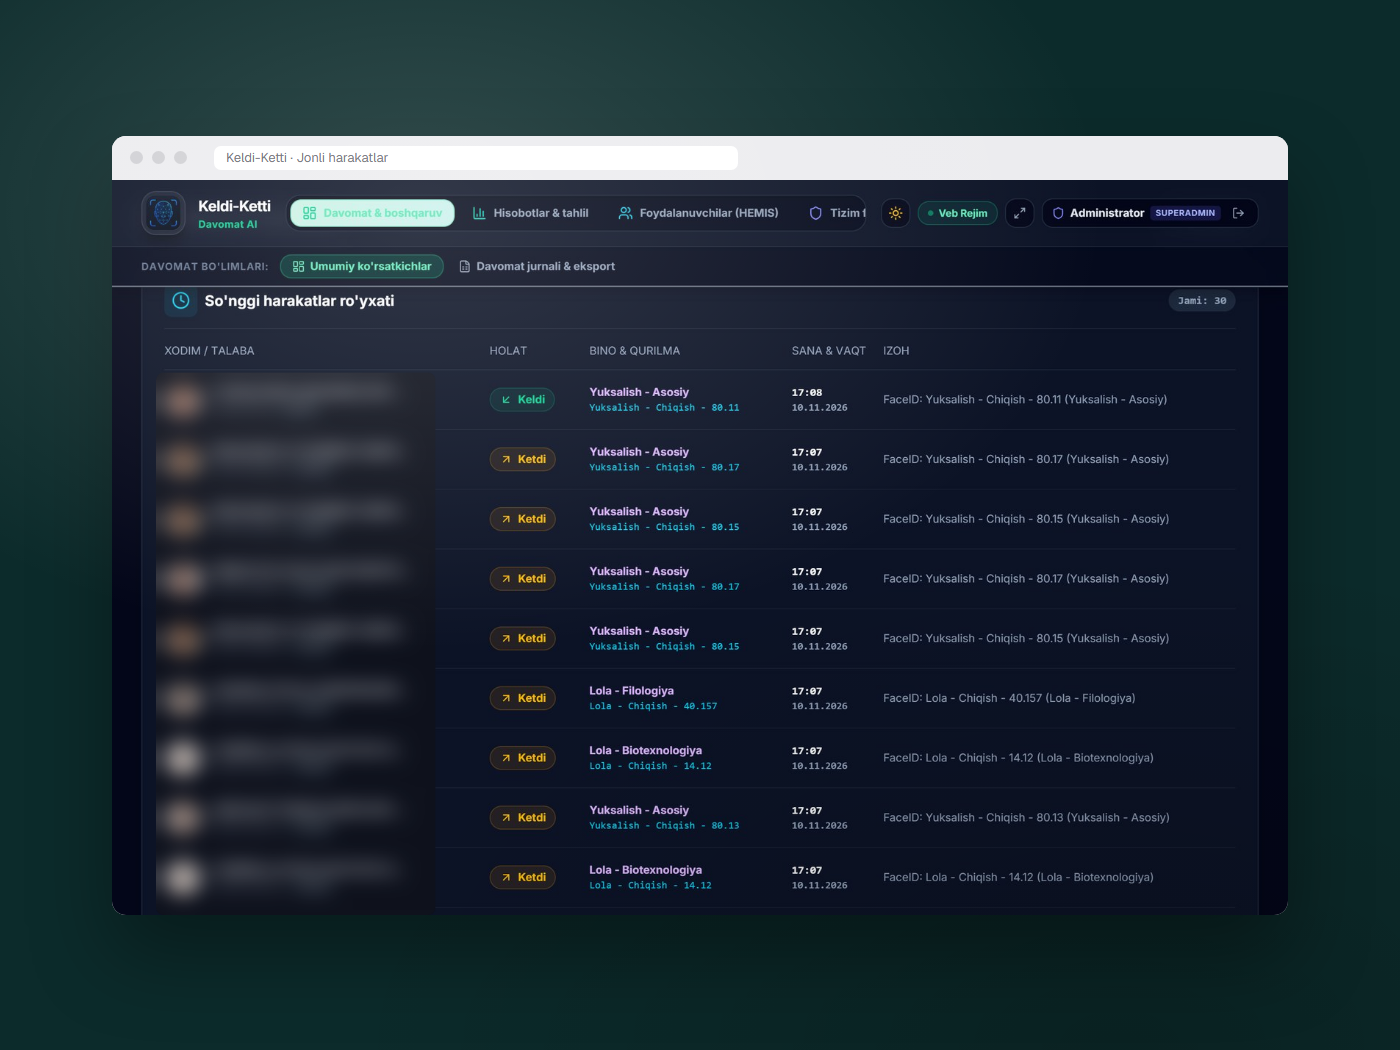 Keldi-Ketti · Jonli harakatlar
Keldi-Ketti
Davomat AI
Davomat & boshqaruv
Hisobotlar & tahlil
Foydalanuvchilar (HEMIS)
Tizim
Veb Rejim
Administrator
SUPERADMIN
DAVOMAT BO'LIMLARI:
Umumiy ko'rsatkichlar
Davomat jurnali & eksport
So'nggi harakatlar ro'yxati
Jami: 30
XODIM / TALABA HOLAT BINO & QURILMA SANA & VAQT IZOH
Keldi
Yuksalish - Asosiy
Yuksalish - Chiqish - 80.11
17:08
10.11.2026
FaceID: Yuksalish - Chiqish - 80.11 (Yuksalish - Asosiy)
Ketdi
Yuksalish - Asosiy
Yuksalish - Chiqish - 80.17
17:07
10.11.2026
FaceID: Yuksalish - Chiqish - 80.17 (Yuksalish - Asosiy)
Ketdi
Yuksalish - Asosiy
Yuksalish - Chiqish - 80.15
17:07
10.11.2026
FaceID: Yuksalish - Chiqish - 80.15 (Yuksalish - Asosiy)
Ketdi
Yuksalish - Asosiy
Yuksalish - Chiqish - 80.17
17:07
10.11.2026
FaceID: Yuksalish - Chiqish - 80.17 (Yuksalish - Asosiy)
Ketdi
Yuksalish - Asosiy
Yuksalish - Chiqish - 80.15
17:07
10.11.2026
FaceID: Yuksalish - Chiqish - 80.15 (Yuksalish - Asosiy)
Ketdi
Lola - Filologiya
Lola - Chiqish - 40.157
17:07
10.11.2026
FaceID: Lola - Chiqish - 40.157 (Lola - Filologiya)
Ketdi
Lola - Biotexnologiya
Lola - Chiqish - 14.12
17:07
10.11.2026
FaceID: Lola - Chiqish - 14.12 (Lola - Biotexnologiya)
Ketdi
Yuksalish - Asosiy
Yuksalish - Chiqish - 80.13
17:07
10.11.2026
FaceID: Yuksalish - Chiqish - 80.13 (Yuksalish - Asosiy)
Ketdi
Lola - Biotexnologiya
Lola - Chiqish - 14.12
17:07
10.11.2026
FaceID: Lola - Chiqish - 14.12 (Lola - Biotexnologiya)